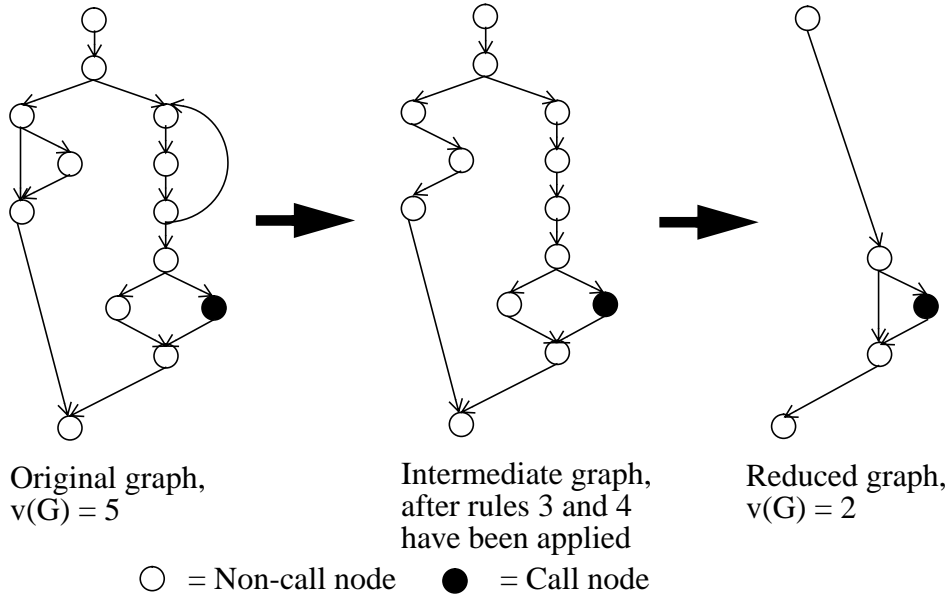 Original graph,
v(G) = 5
Intermediate graph,
after rules 3 and 4
have been applied
Reduced graph,
v(G) = 2
= Non-call node
= Call node